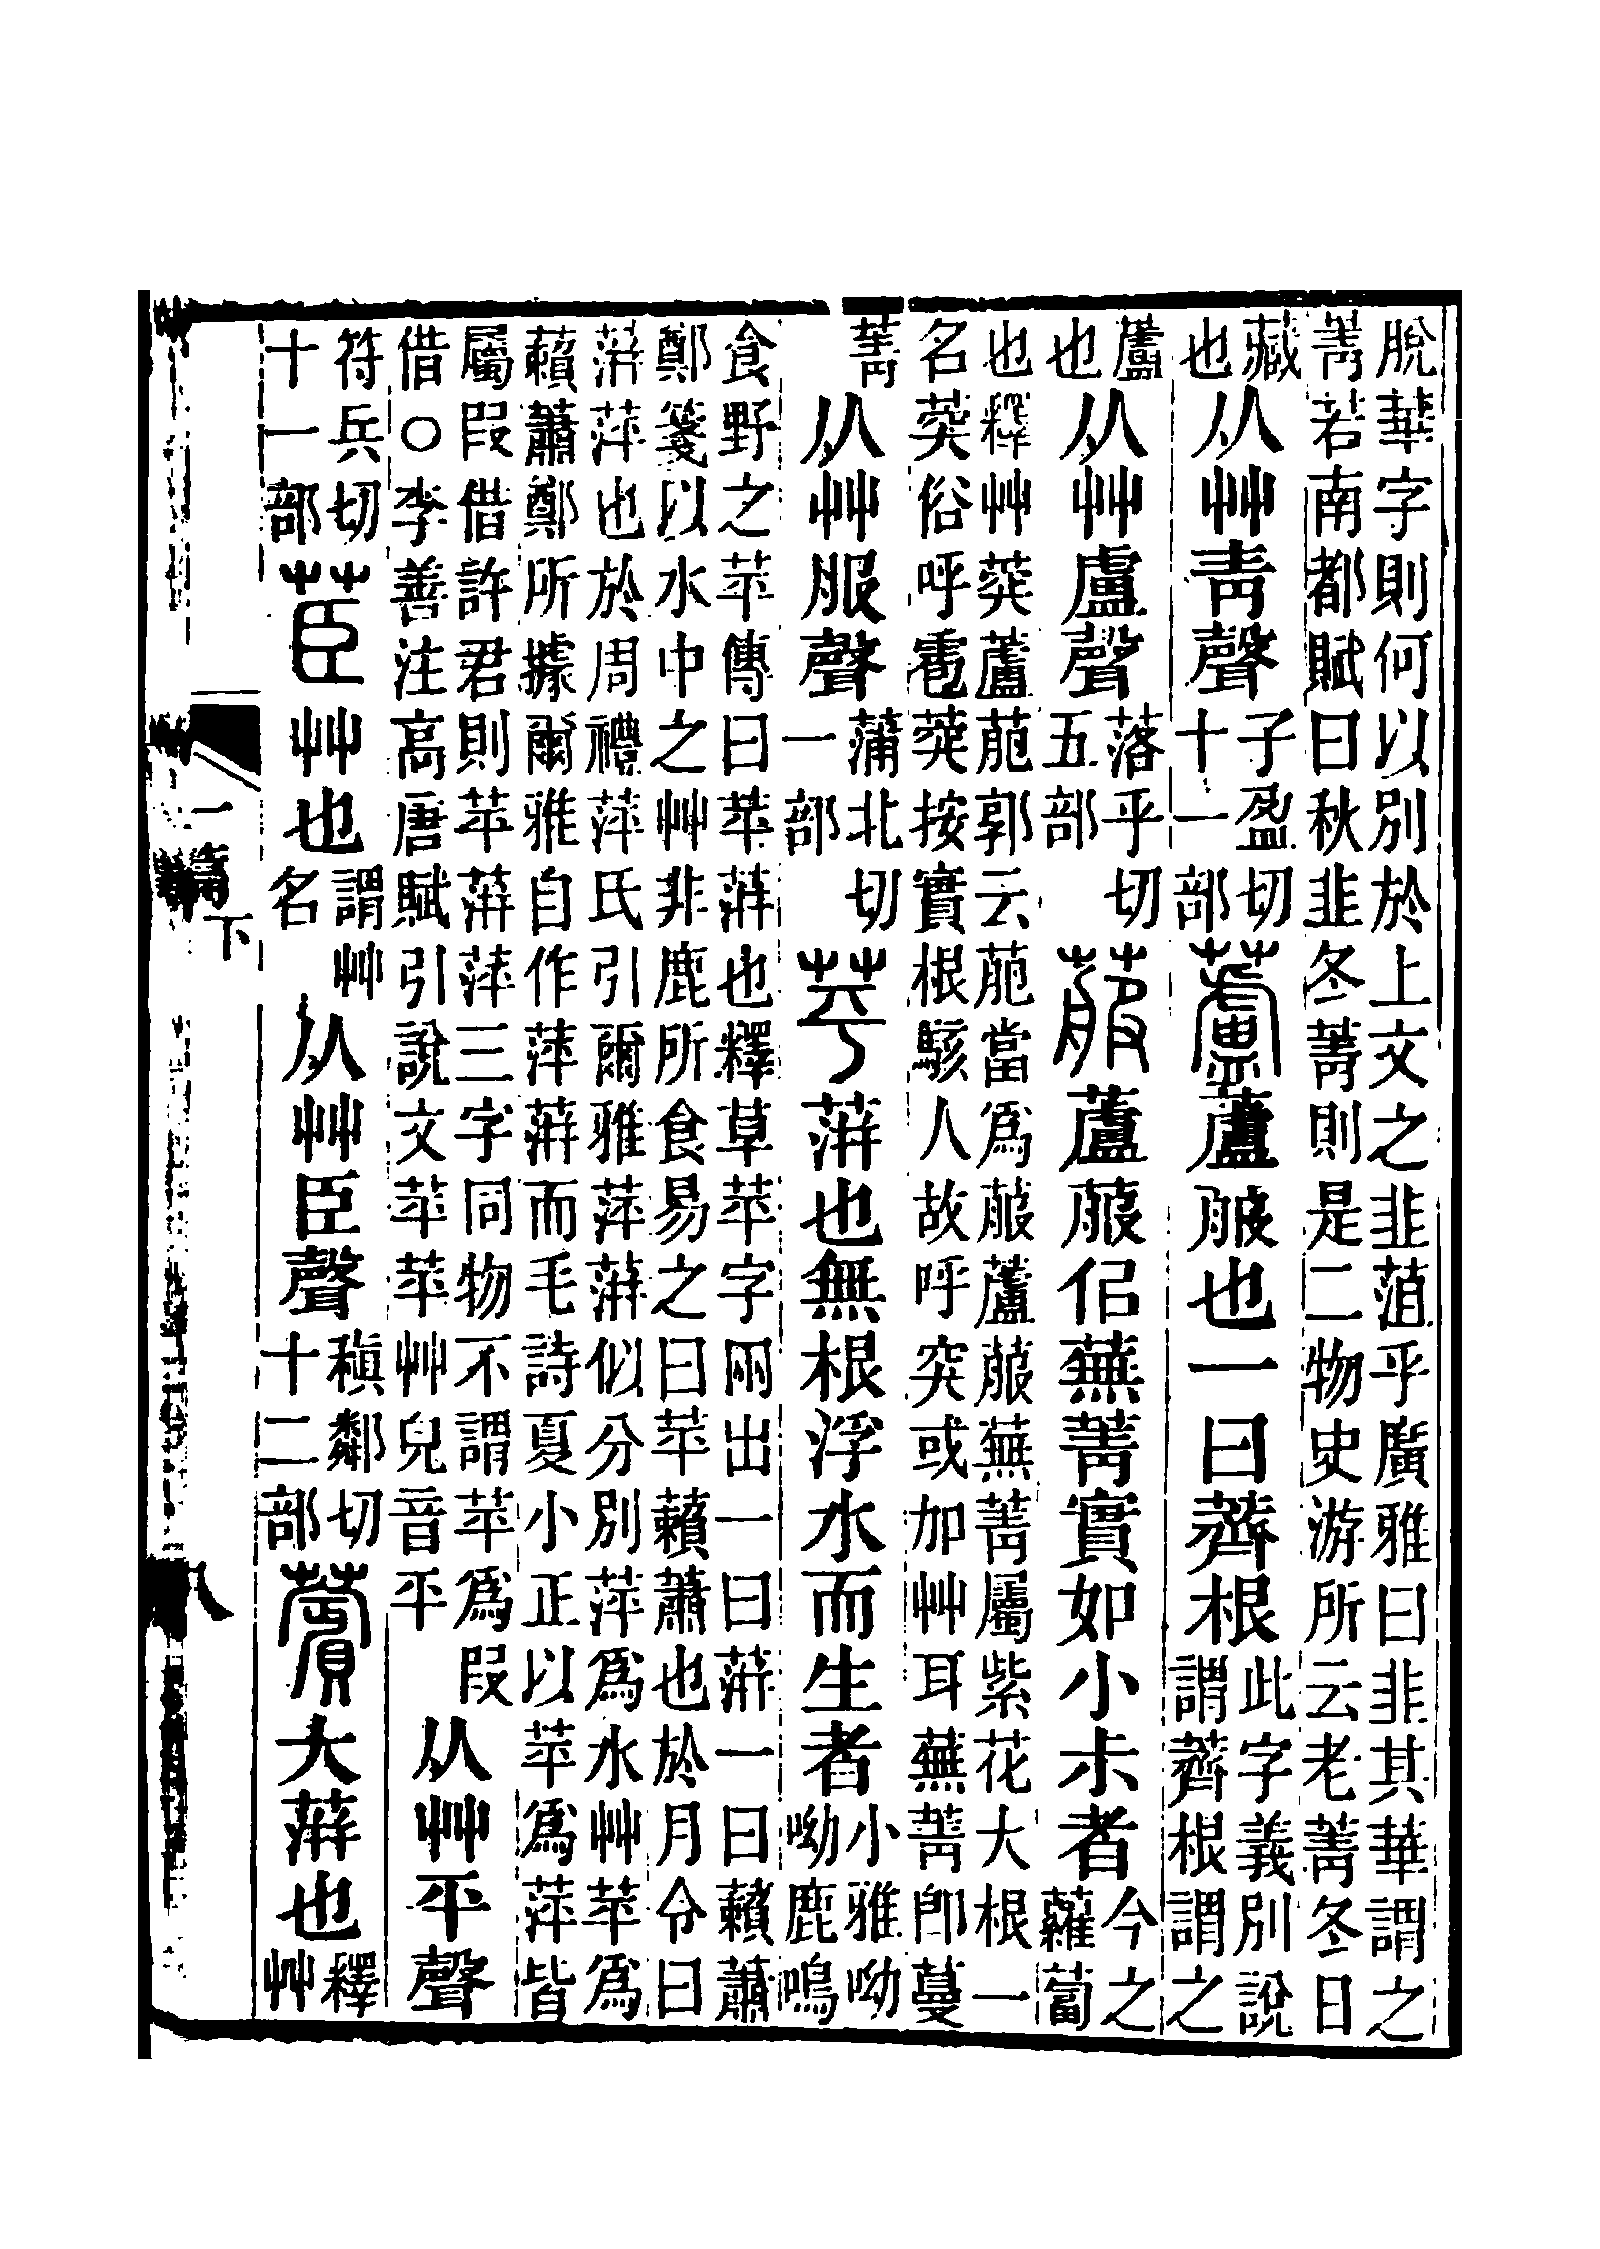 脫華字則何以別於上文之韭菹乎廣雅曰韭其華謂之
菁若南都賦曰秋韭冬菁則是二物史游所云老菁冬日
藏也从艸青聲子盈切十一部蘆蘆菔也一曰薺根此字義別說謂薺根謂之
蘆也从艸盧聲落乎切五部菔蘆菔佀蕪菁實如小尗者今之蘿蔔
也釋艸葖蘆萉郭云萉當爲菔蘆菔蕪菁屬紫花大根一
名葖俗呼雹葖按實根駭人故呼突或加艸耳蕪菁卽蔓
菁从艸服聲蒲北切一部苹蓱也無根浮水而生者小雅呦呦鹿鳴
食野之苹傳曰苹蓱也釋草苹字兩出一曰蓱一曰藾蕭
鄭箋以水中之艸非鹿所食易之曰苹藾蕭也於月令曰
蓱萍也於周禮萍氏引爾雅萍蓱似分別萍爲水艸苹爲
藾蕭鄭所據爾雅自作萍蓱而毛詩夏小正以苹爲萍皆
屬叚借許君則苹蓱萍三字同物不謂苹爲叚
借○李善注高唐賦引說文苹苹艸皃音平从艸平聲
符兵切十一部茞艸也謂艸名从艸臣聲稹鄰切十二部薲大蓱也釋艸
一篇下
八